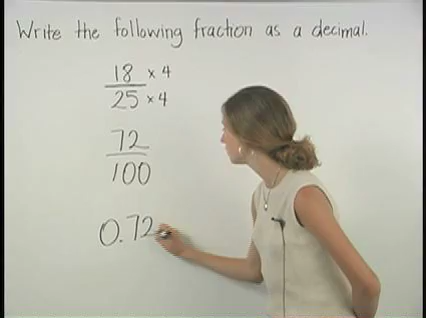 Write the following fraction as a decimal.
18 × 4
25 × 4
72
100
0.72